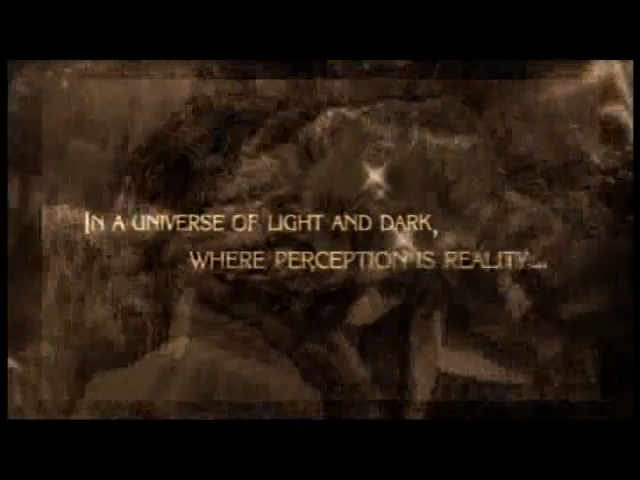 In a universe of light and dark,
where perception is reality...